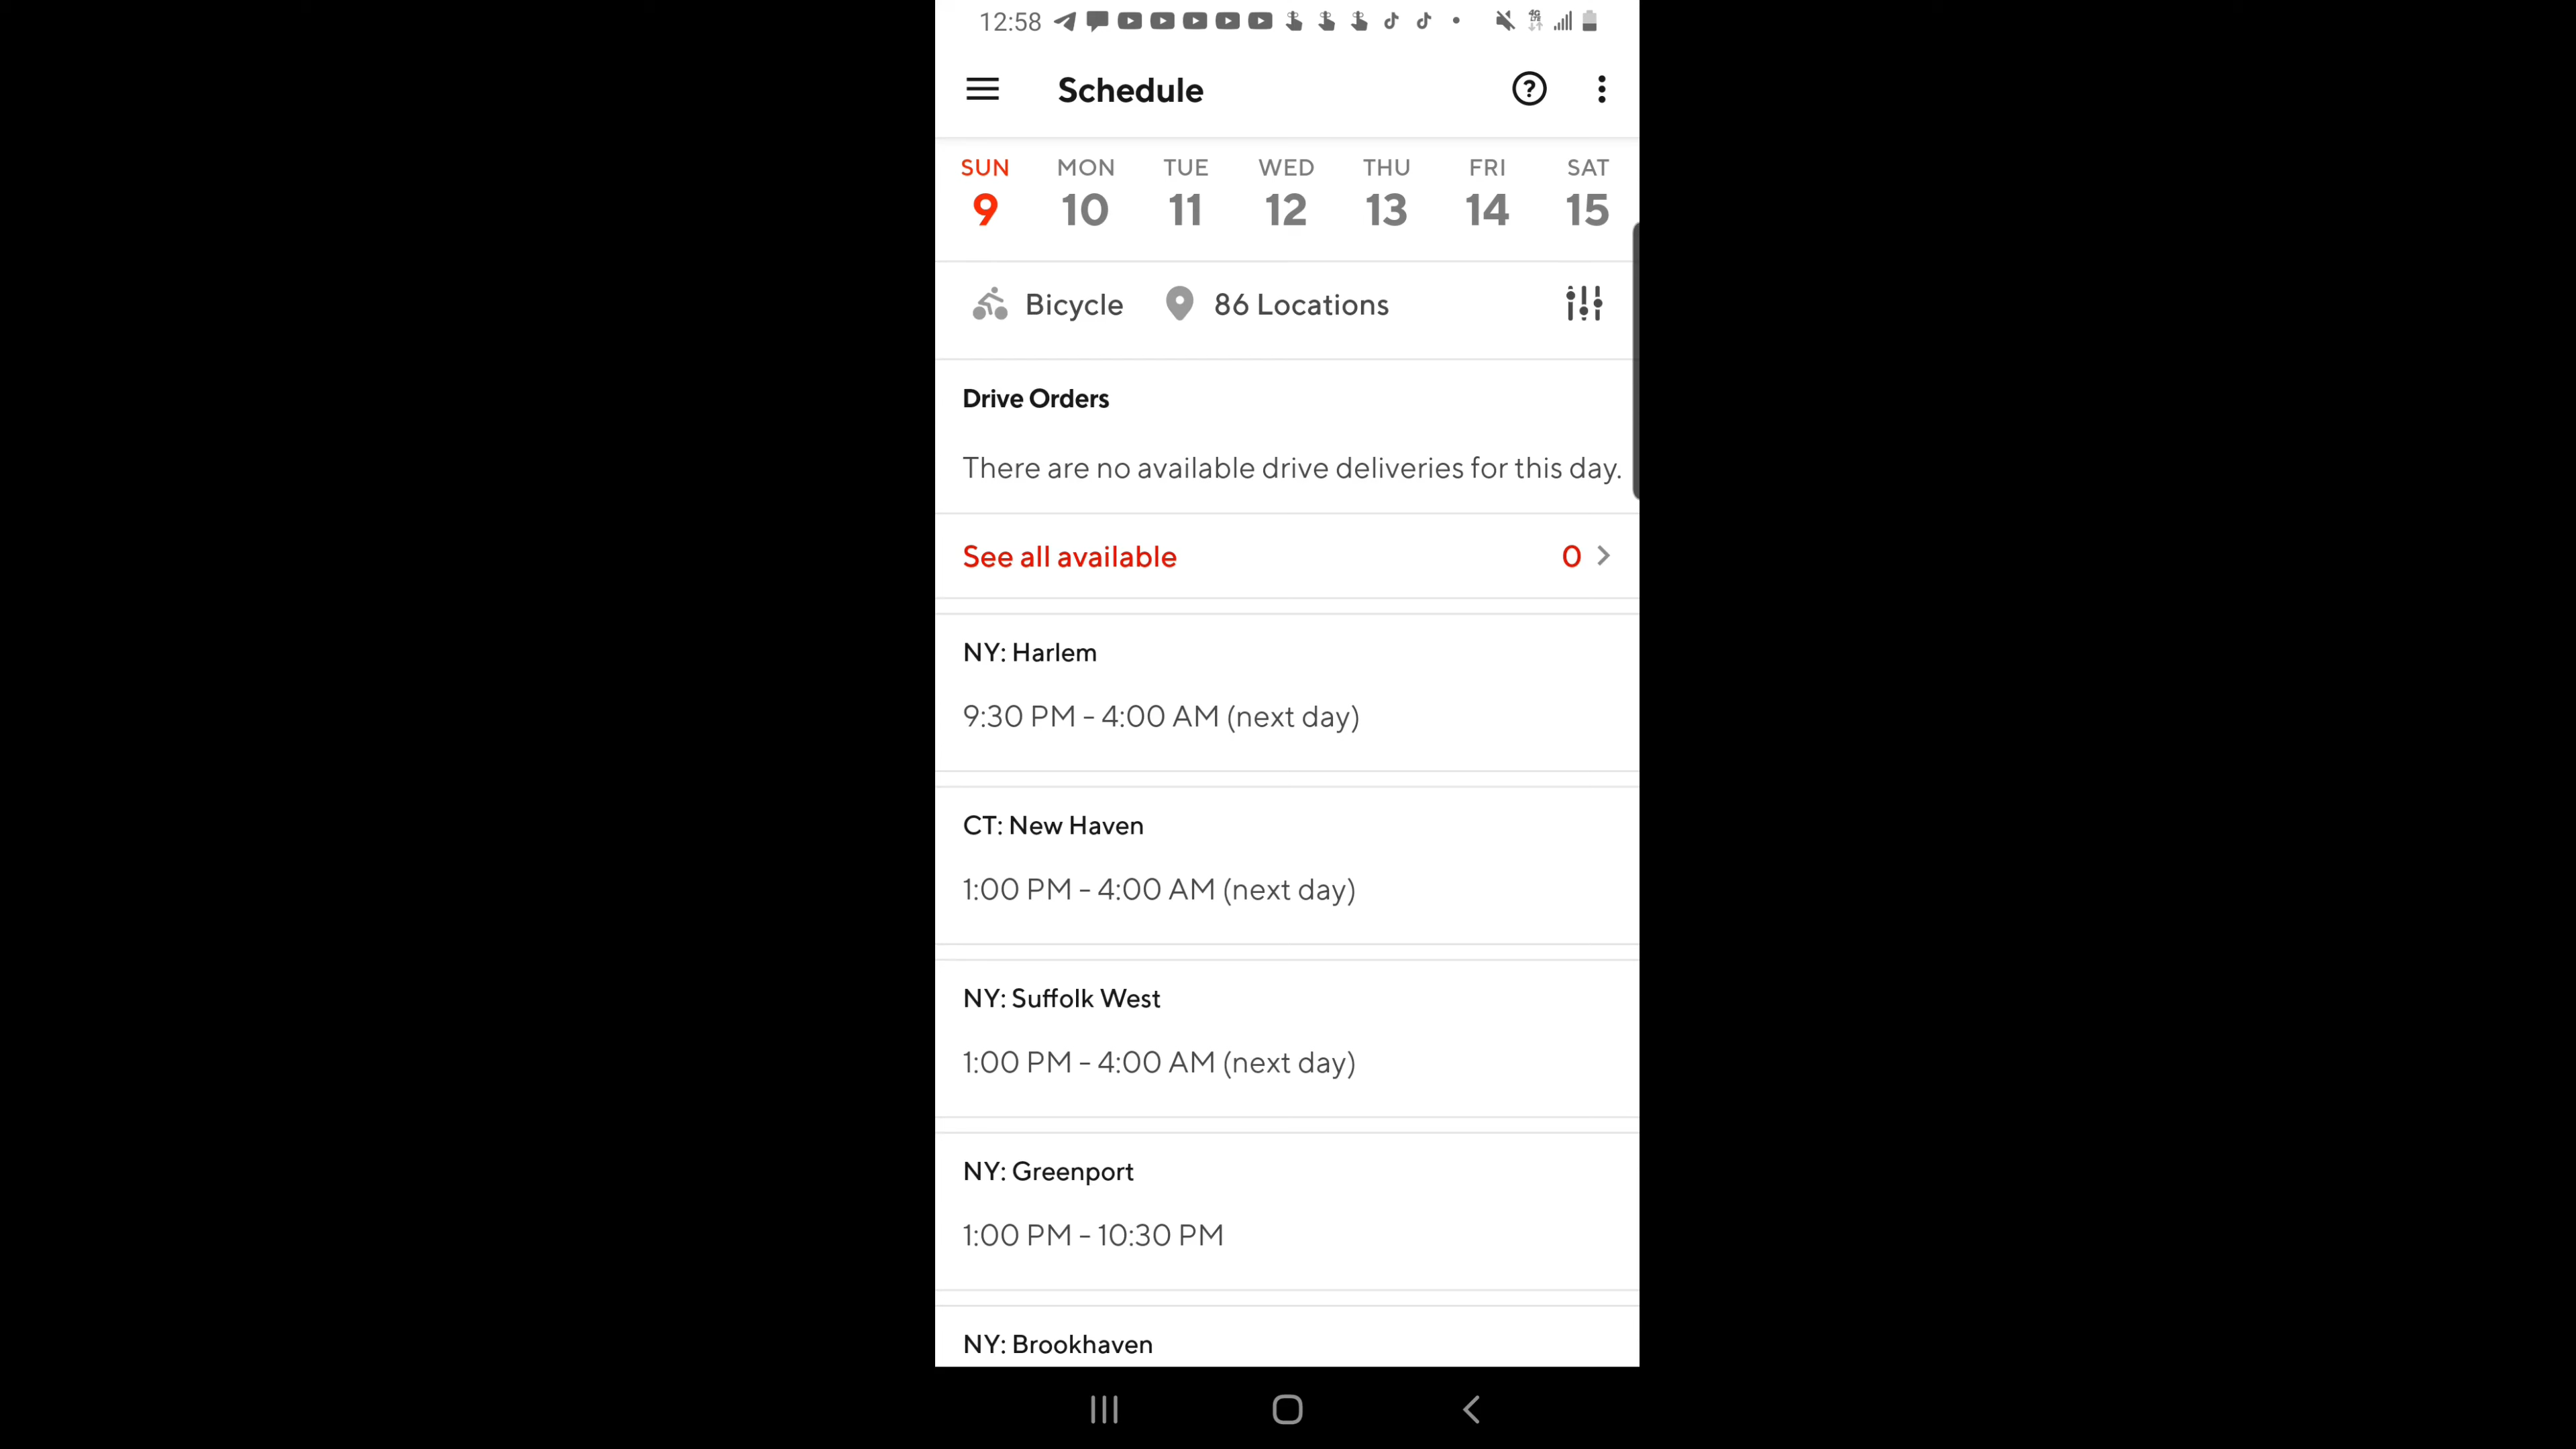 12:58
4G LTE
Schedule
SUN MON TUE WED THU FRI SAT
9 10 11 12 13 14 15
Bicycle 86 Locations
Drive Orders
There are no available drive deliveries for this day.
See all available 0
NY: Harlem
9:30 PM - 4:00 AM (next day)
CT: New Haven
1:00 PM - 4:00 AM (next day)
NY: Suffolk West
1:00 PM - 4:00 AM (next day)
NY: Greenport
1:00 PM - 10:30 PM
NY: Brookhaven